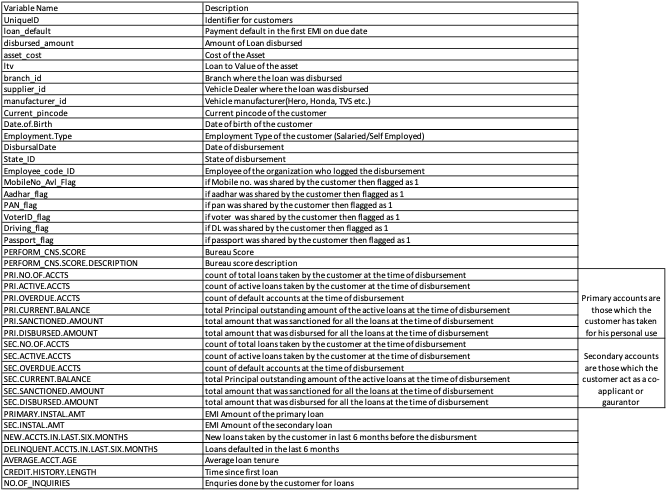 Variable Name Description
UniqueID Identifier for customers
loan_default Payment default in the first EMI on due date
disbursed_amount Amount of Loan disbursed
asset_cost Cost of the Asset
ltv Loan to Value of the asset
branch_id Branch where the loan was disbursed
supplier_id Vehicle Dealer where the loan was disbursed
manufacturer_id Vehicle manufacturer(Hero, Honda, TVS etc.)
Current_pincode Current pincode of the customer
Date.of.Birth Date of birth of the customer
Employment.Type Employment Type of the customer (Salaried/Self Employed)
DisbursalDate Date of disbursement
State_ID State of disbursement
Employee_code_ID Employee of the organization who logged the disbursement
MobileNo_Avl_Flag if Mobile no. was shared by the customer then flagged as 1
Aadhar_flag if aadhar was shared by the customer then flagged as 1
PAN_flag if pan was shared by the customer then flagged as 1
VoterID_flag if voter was shared by the customer then flagged as 1
Driving_flag if DL was shared by the customer then flagged as 1
Passport_flag if passport was shared by the customer then flagged as 1
PERFORM_CNS.SCORE Bureau Score
PERFORM_CNS.SCORE.DESCRIPTION Bureau score description
PRI.NO.OF.ACCTS count of total loans taken by the customer at the time of disbursement
PRI.ACTIVE.ACCTS count of active loans taken by the customer at the time of disbursement
PRI.OVERDUE.ACCTS count of default accounts at the time of disbursement
PRI.CURRENT.BALANCE total Principal outstanding amount of the active loans at the time of disbursement
PRI.SANCTIONED.AMOUNT total amount that was sanctioned for all the loans at the time of disbursement
PRI.DISBURSED.AMOUNT total amount that was disbursed for all the loans at the time of disbursement
Primary accounts are
those which the
customer has taken
for his personal use
SEC.NO.OF.ACCTS count of total loans taken by the customer at the time of disbursement
SEC.ACTIVE.ACCTS count of active loans taken by the customer at the time of disbursement
SEC.OVERDUE.ACCTS count of default accounts at the time of disbursement
SEC.CURRENT.BALANCE total Principal outstanding amount of the active loans at the time of disbursement
SEC.SANCTIONED.AMOUNT total amount that was sanctioned for all the loans at the time of disbursement
SEC.DISBURSED.AMOUNT total amount that was disbursed for all the loans at the time of disbursement
Secondary accounts
are those which the
customer act as a co-
applicant or
gaurantor
PRIMARY.INSTAL.AMT EMI Amount of the primary loan
SEC.INSTAL.AMT EMI Amount of the secondary loan
NEW.ACCTS.IN.LAST.SIX.MONTHS New loans taken by the customer in last 6 months before the disbursment
DELINQUENT.ACCTS.IN.LAST.SIX.MONTHS Loans defaulted in the last 6 months
AVERAGE.ACCT.AGE Average loan tenure
CREDIT.HISTORY.LENGTH Time since first loan
NO.OF_INQUIRIES Enquries done by the customer for loans